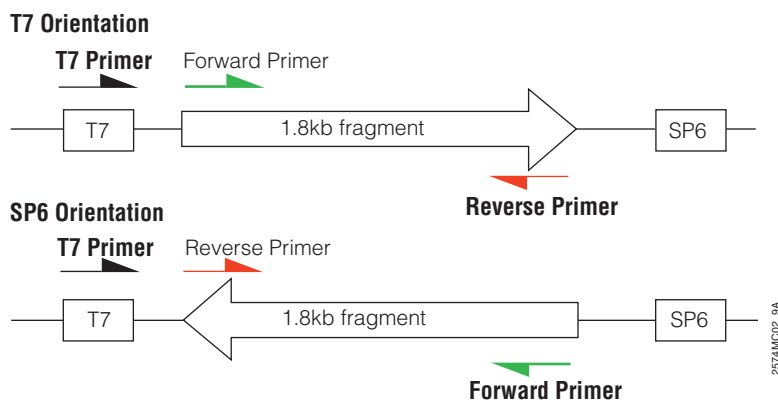 T7 Orientation
T7 Primer Forward Primer
T7 1.8kb fragment SP6
Reverse Primer
SP6 Orientation
T7 Primer Reverse Primer
T7 1.8kb fragment SP6
Forward Primer
2574MC02_9A